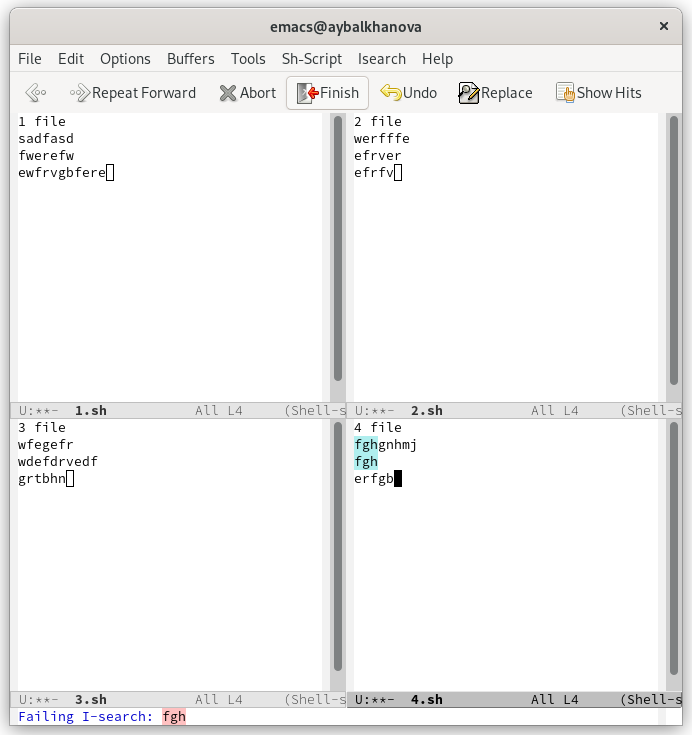 emacs@aybalkhanova
File Edit Options Buffers Tools Sh-Script Isearch Help
Repeat Forward Abort Finish Undo Replace Show Hits
1 file
sadfasd
fwerefw
ewfrvgbfere
U:**- 1.sh All L4 (Shell-s
2 file
werfffe
efrver
efrfv
U:**- 2.sh All L4 (Shell-s
3 file
wfegefr
wdefdrvedf
grtbhn
U:**- 3.sh All L4 (Shell-s
4 file
fghgnhmj
fgh
erfgb
U:**- 4.sh All L4 (Shell-s
Failing I-search: fgh